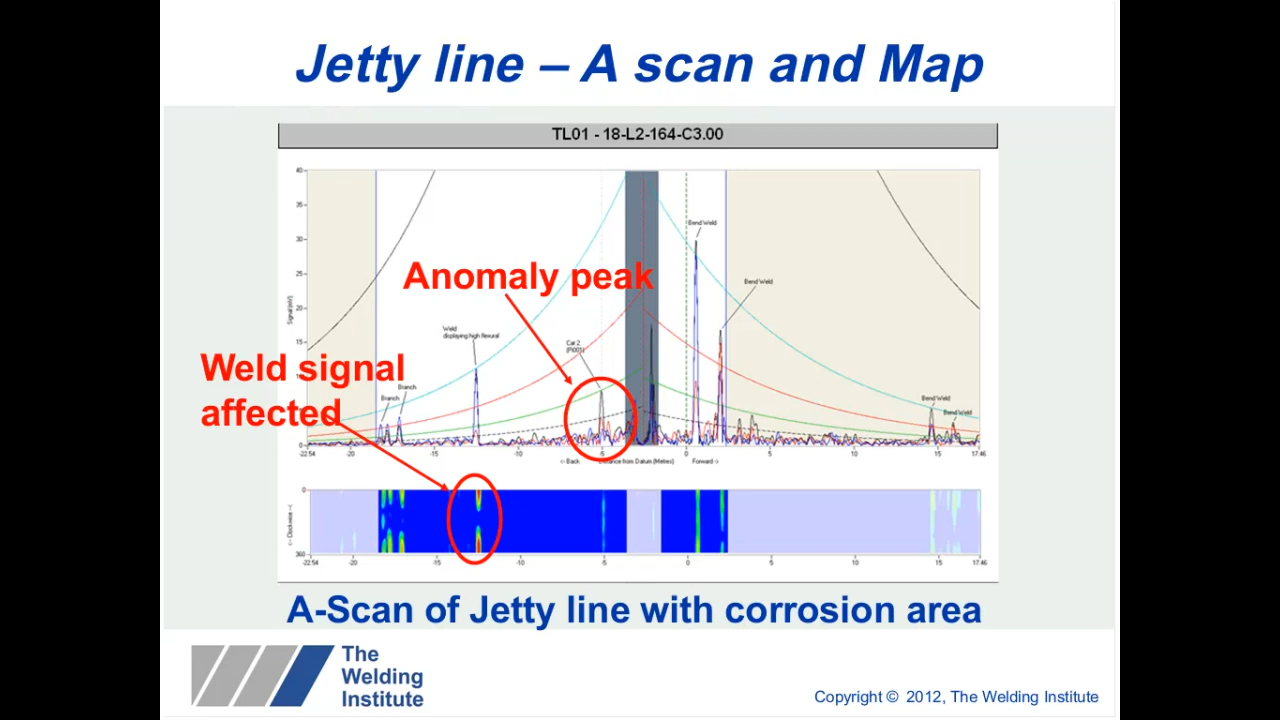 Jetty line – A scan and Map
TL01 - 18-L2-164-C3.00
40
35
30
25
20
15
0
Signal(mV)
Bend Weld
Bend Weld
Anomaly peak
Weld
displaying high flexural
Cat 2
Weld signal
affected
Branch
Branch
Bend Weld
Bend Weld
-22.54 -20 -15 -10 -5 0 5 10 15 17.46
<-Back Distance from Datum (Metres) Forward->
0
<- Clockwise ->
360
-22.54 -20 -15 -10 -5 0 5 10 15 17.46
A-Scan of Jetty line with corrosion area
The
Welding
Institute
Copyright © 2012, The Welding Institute